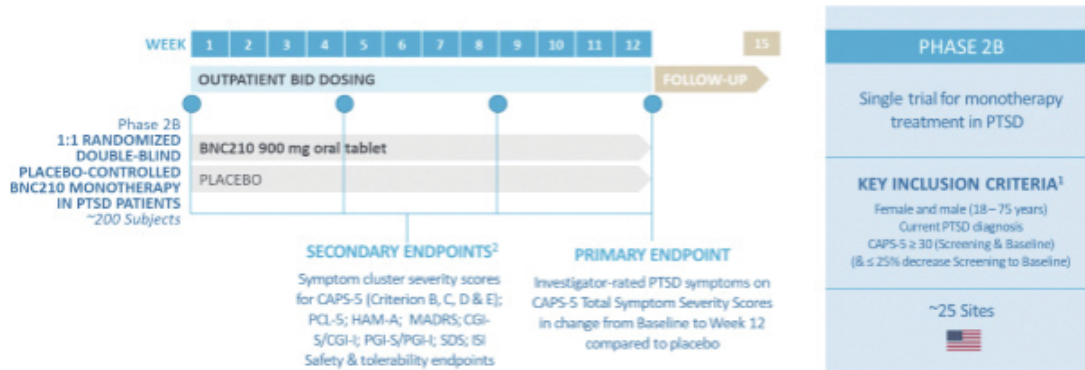 WEEK 1 2 3 4 5 6 7 8 9 10 11 12 15
OUTPATIENT BID DOSING
FOLLOW-UP
Phase 2B
1:1 RANDOMIZED
DOUBLE-BLIND
PLACEBO-CONTROLLED
BNC210 MONOTHERAPY
IN PTSD PATIENTS
~200 Subjects
BNC210 900 mg oral tablet
PLACEBO
SECONDARY ENDPOINTS²
Symptom cluster severity scores
for CAPS-5 (Criterion B, C, D & E);
PCL-5; HAM-A; MADRS; CGI-
S/CGI-I; PGI-S/PGI-I; SDS; ISI
Safety & tolerability endpoints
PRIMARY ENDPOINT
Investigator-rated PTSD symptoms on
CAPS-5 Total Symptom Severity Scores
in change from Baseline to Week 12
compared to placebo
PHASE 2B
Single trial for monotherapy
treatment in PTSD
KEY INCLUSION CRITERIA¹
Female and male (18 – 75 years)
Current PTSD diagnosis
CAPS-5 ≥ 30 (Screening & Baseline)
(& ≤ 25% decrease Screening to Baseline)
~25 Sites